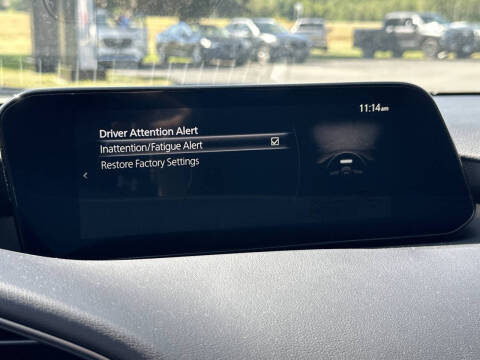 11:14am
Driver Attention Alert
Inattention/Fatigue Alert
Restore Factory Settings